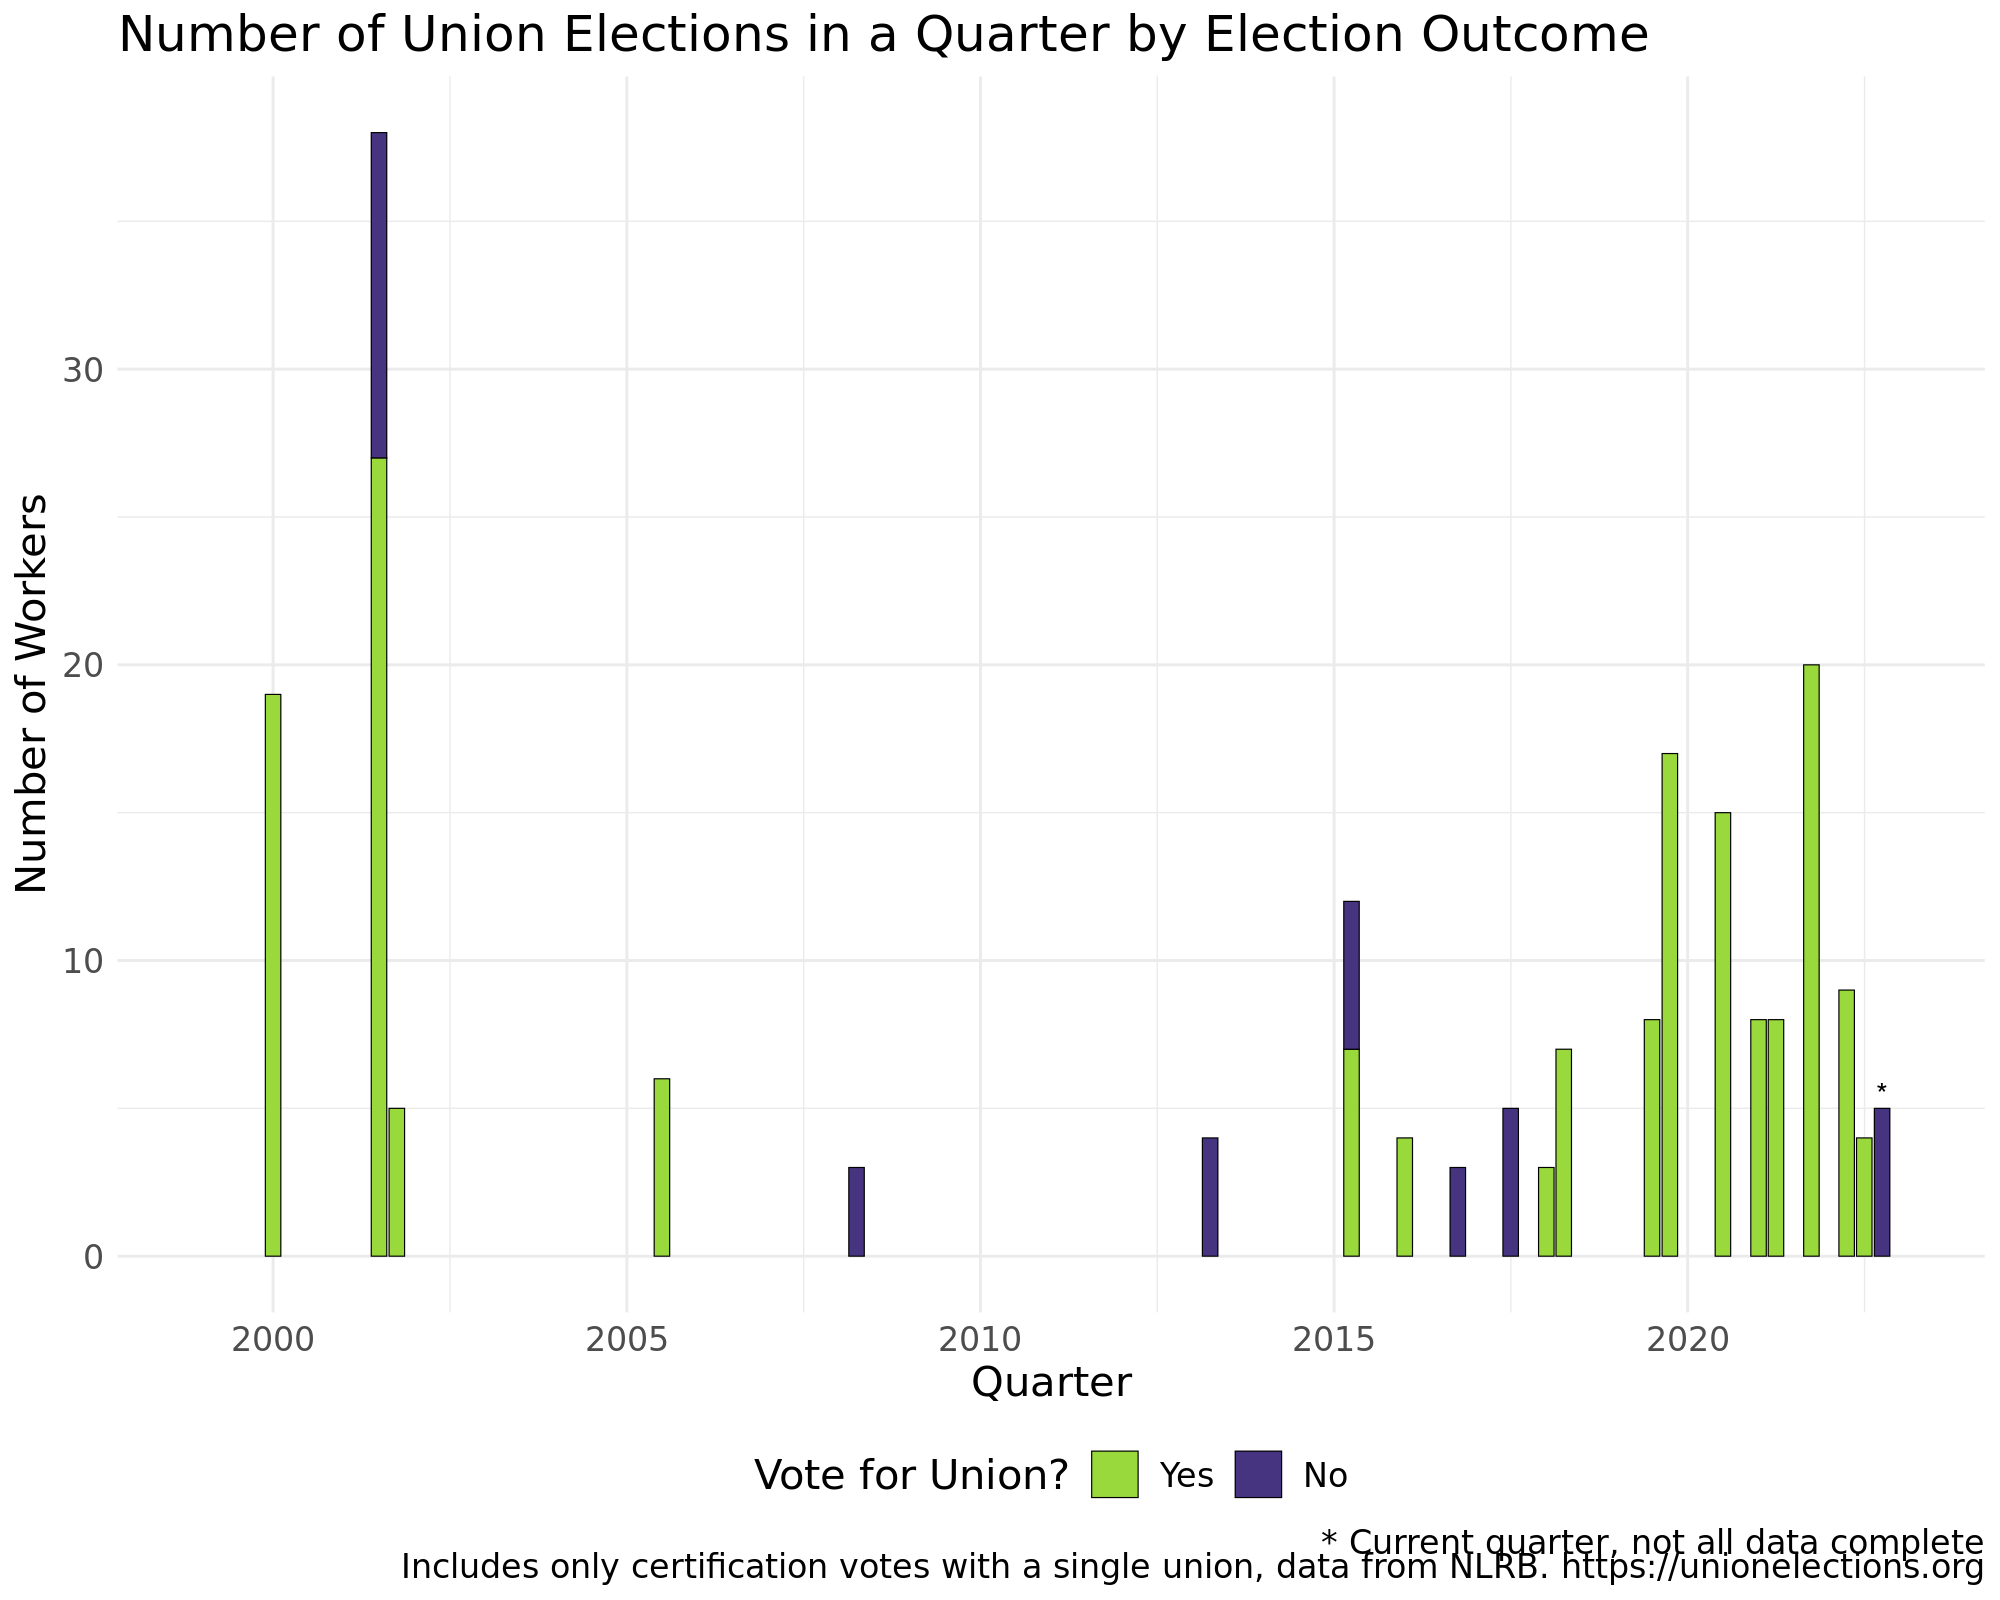 Number of Union Elections in a Quarter by Election Outcome
Number of Workers
30
20
10
0
*
2000 2005 2010 2015 2020
Quarter
Vote for Union? Yes No
* Current quarter, not all data complete
Includes only certification votes with a single union, data from NLRB. https://unionelections.org